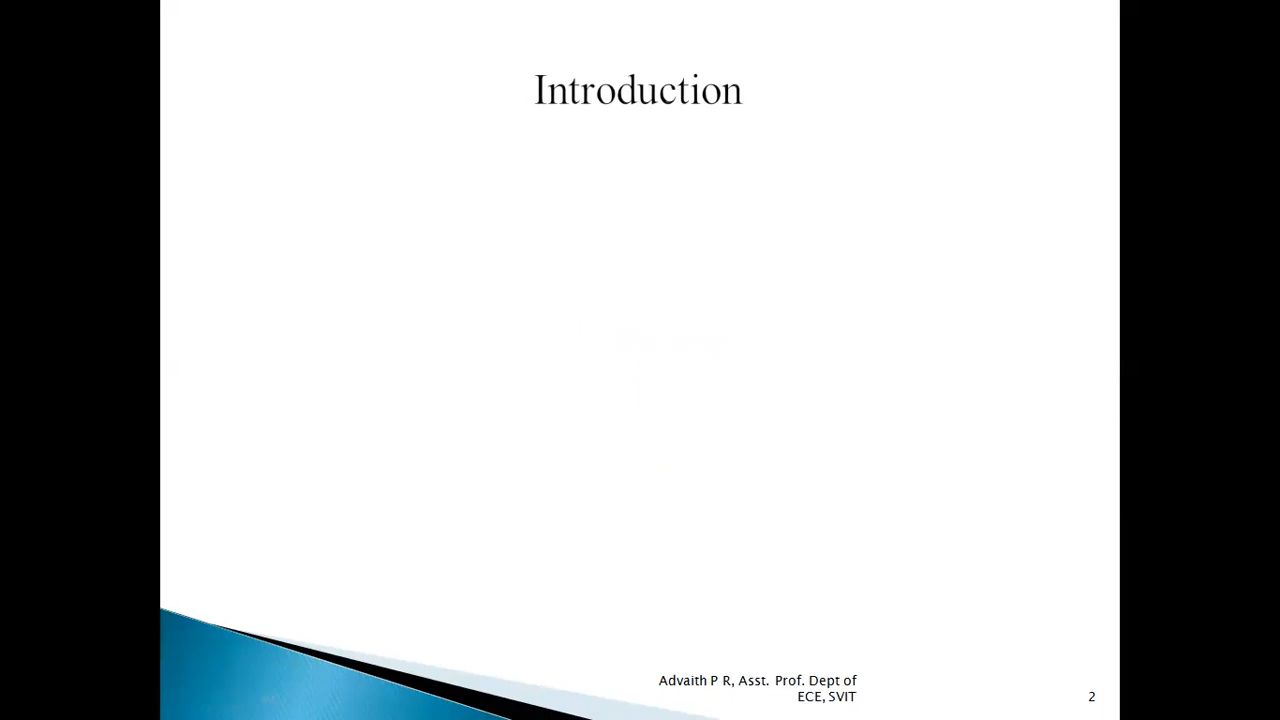 Introduction
Advaith P R, Asst. Prof. Dept of
ECE, SVIT
2